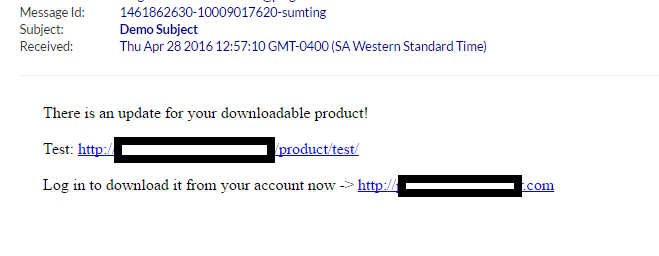 Message Id: 1461862630-10009017620-sumting
Subject: Demo Subject
Received: Thu Apr 28 2016 12:57:10 GMT-0400 (SA Western Standard Time)
There is an update for your downloadable product!
Test: http:/ /product/test/
Log in to download it from your account now -> http:/ .com